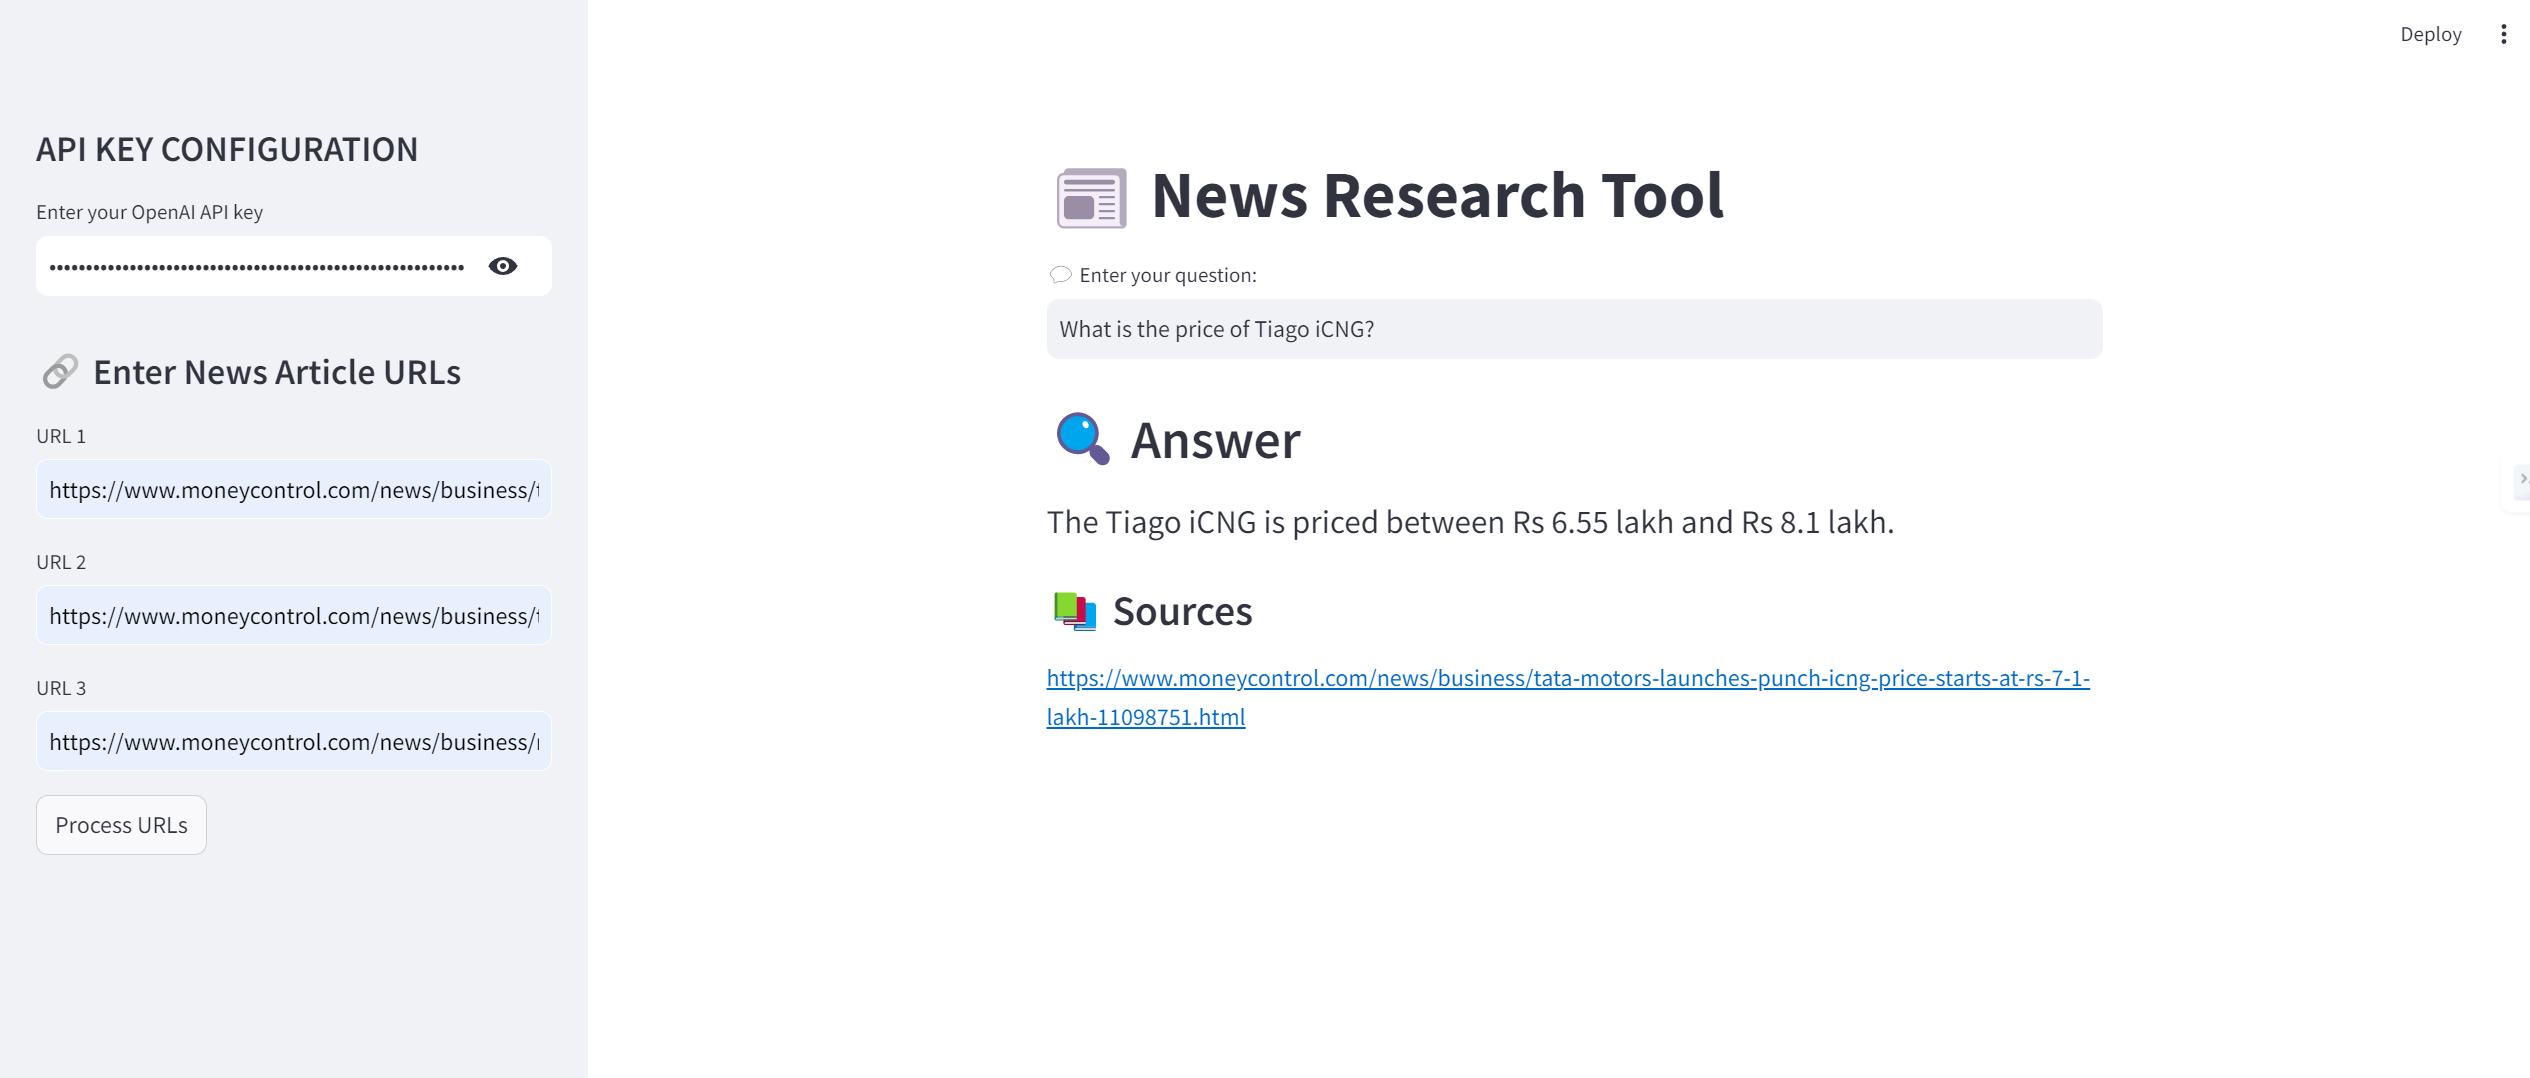 Deploy
API KEY CONFIGURATION
Enter your OpenAI API key
Enter News Article URLs
URL 1
https://www.moneycontrol.com/news/business/t
URL 2
https://www.moneycontrol.com/news/business/t
URL 3
https://www.moneycontrol.com/news/business/r
Process URLs
News Research Tool
Enter your question:
What is the price of Tiago iCNG?
Answer
The Tiago iCNG is priced between Rs 6.55 lakh and Rs 8.1 lakh.
Sources
https://www.moneycontrol.com/news/business/tata-motors-launches-punch-icng-price-starts-at-rs-7-1-
lakh-11098751.html